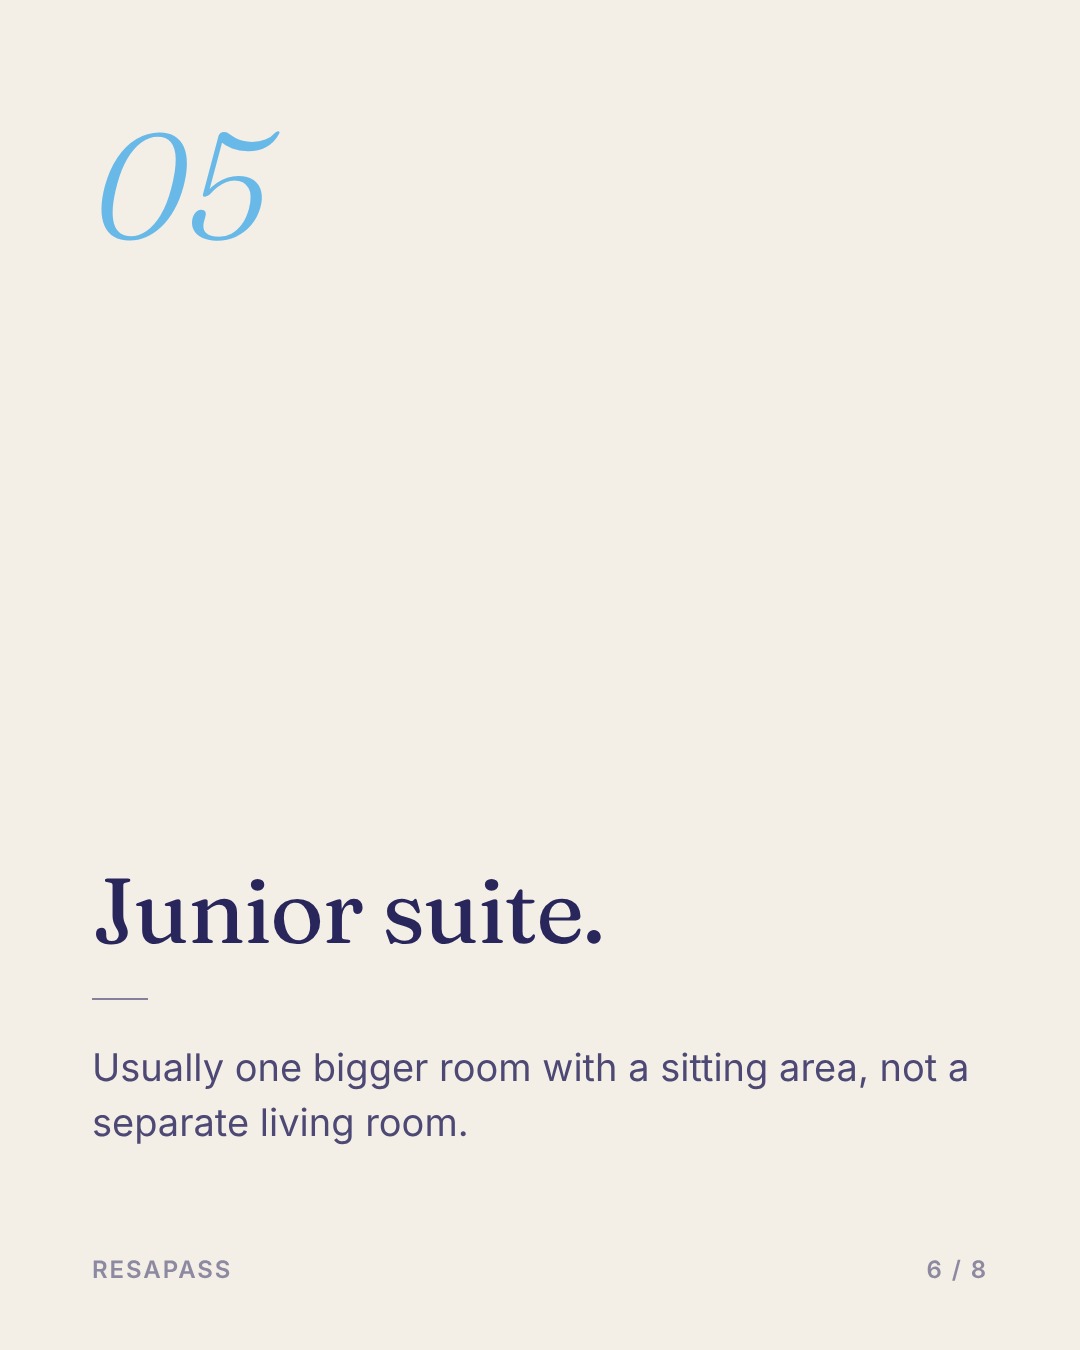 05
Junior suite.
Usually one bigger room with a sitting area, not a
separate living room.
RESAPASS
6 / 8